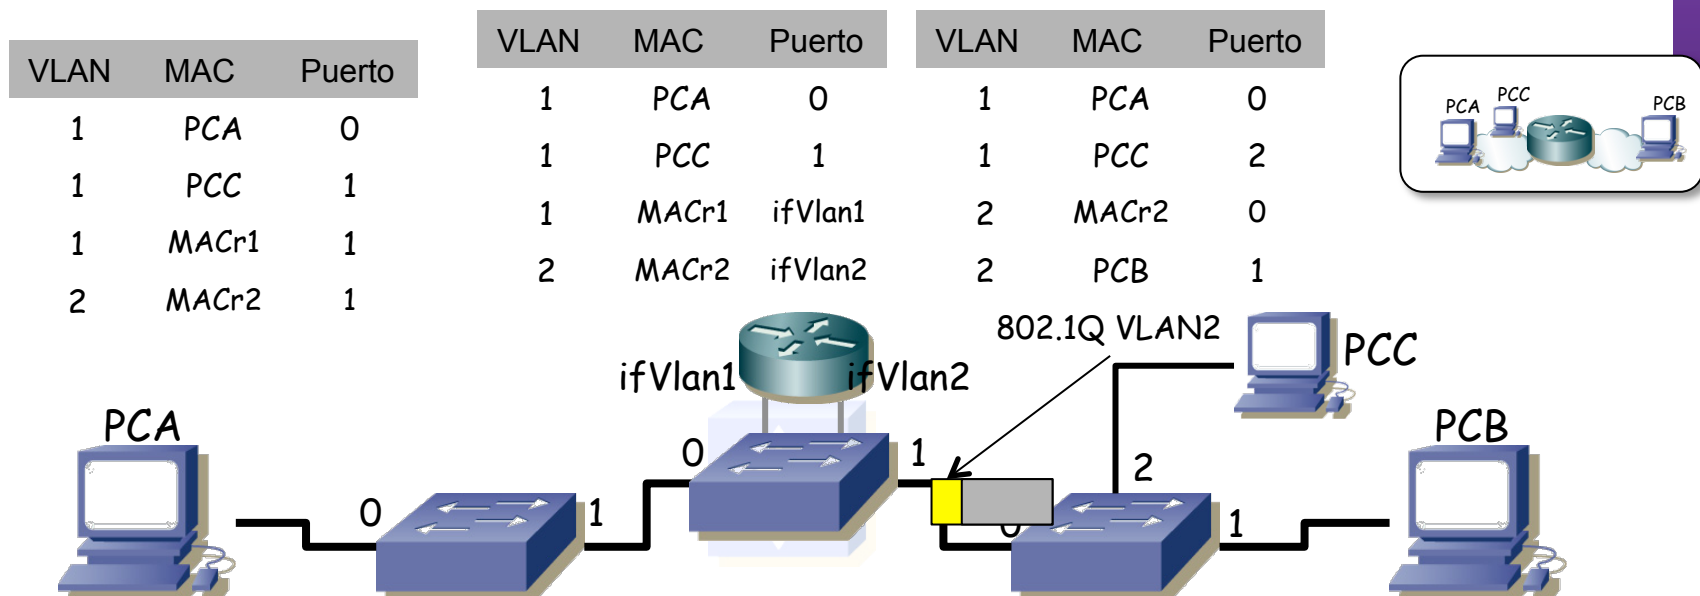 VLAN MAC Puerto
1 PCA 0
1 PCC 1
1 MACr1 1
2 MACr2 1
VLAN MAC Puerto
1 PCA 0
1 PCC 1
1 MACr1 ifVlan1
2 MACr2 ifVlan2
VLAN MAC Puerto
1 PCA 0
1 PCC 2
2 MACr2 0
2 PCB 1
PCA PCC PCB
802.1Q VLAN2
PCC
ifVlan1 ifVlan2
PCA
PCB
0 1
0 1
0 2 1